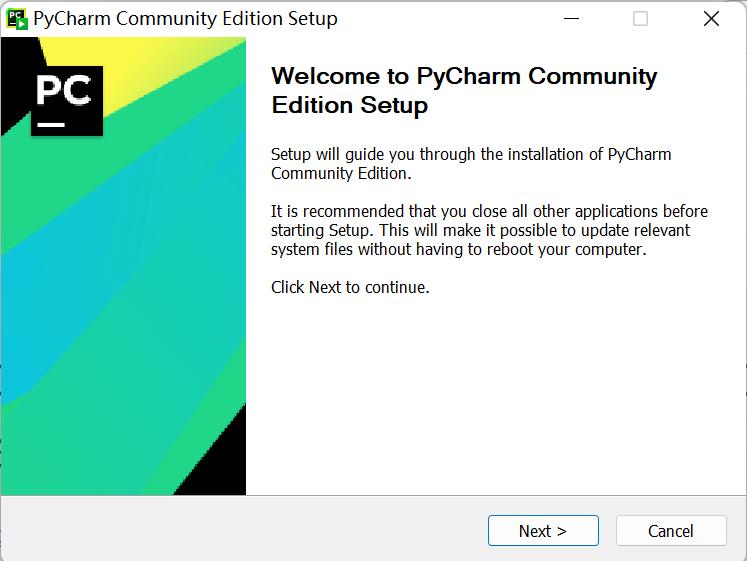 PyCharm Community Edition Setup
PC
Welcome to PyCharm Community
Edition Setup
Setup will guide you through the installation of PyCharm
Community Edition.
It is recommended that you close all other applications before
starting Setup. This will make it possible to update relevant
system files without having to reboot your computer.
Click Next to continue.
Next >
Cancel